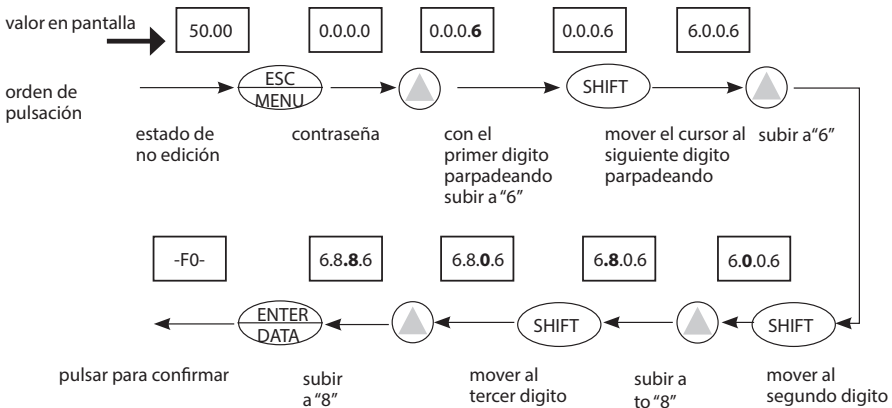 valor en pantalla
50.00
0.0.0.0
0.0.0.6
0.0.0.6
6.0.0.6
orden de
pulsación
ESC
MENU
SHIFT
estado de
no edición
contraseña
con el
primer digito
parpadeando
subir a “6”
mover el cursor al
siguiente digito
parpadeando
subir a“6”
-F0-
6.8.8.6
6.8.0.6
6.8.0.6
6.0.0.6
ENTER
DATA
SHIFT
SHIFT
pulsar para confirmar
subir
a “8”
mover al
tercer digito
subir a
to “8”
mover al
segundo digito